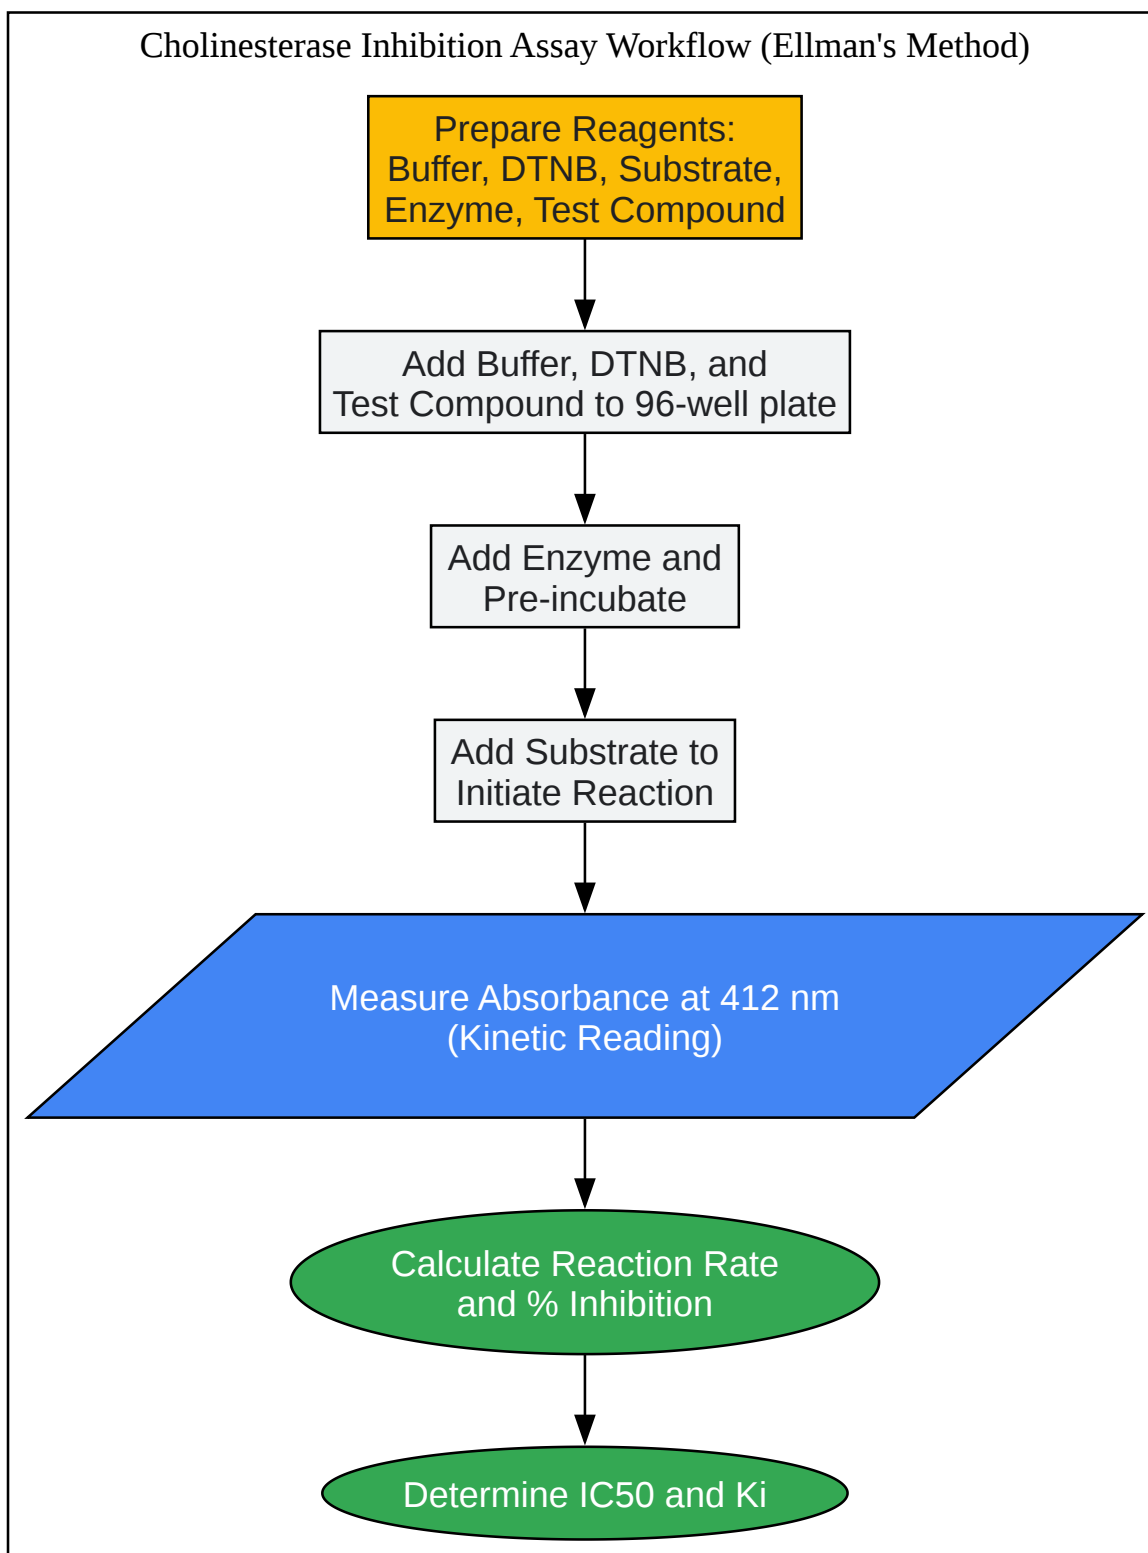 Cholinesterase Inhibition Assay Workflow (Ellman's Method)
Prepare Reagents:
Buffer, DTNB, Substrate,
Enzyme, Test Compound
Add Buffer, DTNB, and
Test Compound to 96-well plate
Add Enzyme and
Pre-incubate
Add Substrate to
Initiate Reaction
Measure Absorbance at 412 nm
(Kinetic Reading)
Calculate Reaction Rate
and % Inhibition
Determine IC50 and Ki